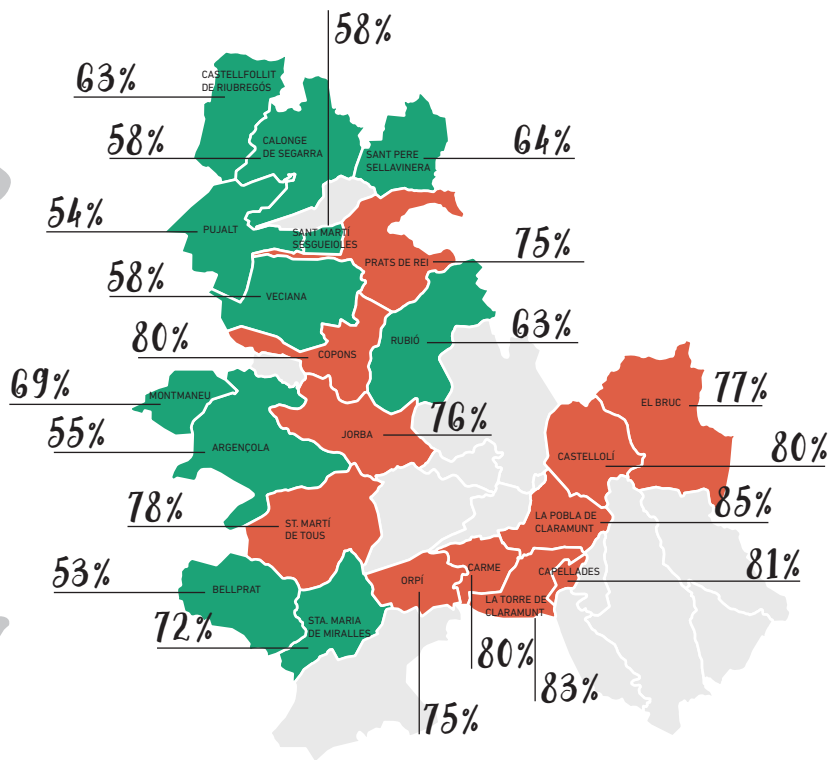 58%
63%
CASTELLFOLLIT
DE RIUBREGÓS
58%
CALONGE
DE SEGARRA
SANT PERE
SELLAVINERA
64%
54%
PUJALT
SANT MARTÍ
SESGUEIOLES
PRATS DE REI
75%
58%
VECIANA
80%
COPONS
RUBIÓ
63%
69%
MONTMANEU
EL BRUC
77%
55%
ARGENÇOLA
JORBA
76%
CASTELLOLÍ
80%
78%
ST. MARTÍ
DE TOUS
LA POBLA DE
CLARAMUNT
85%
53%
BELLPRAT
ORPÍ
CARME
CAPELLADES
81%
LA TORRE DE
CLARAMUNT
72%
STA. MARIA
DE MIRALLES
80%
83%
75%